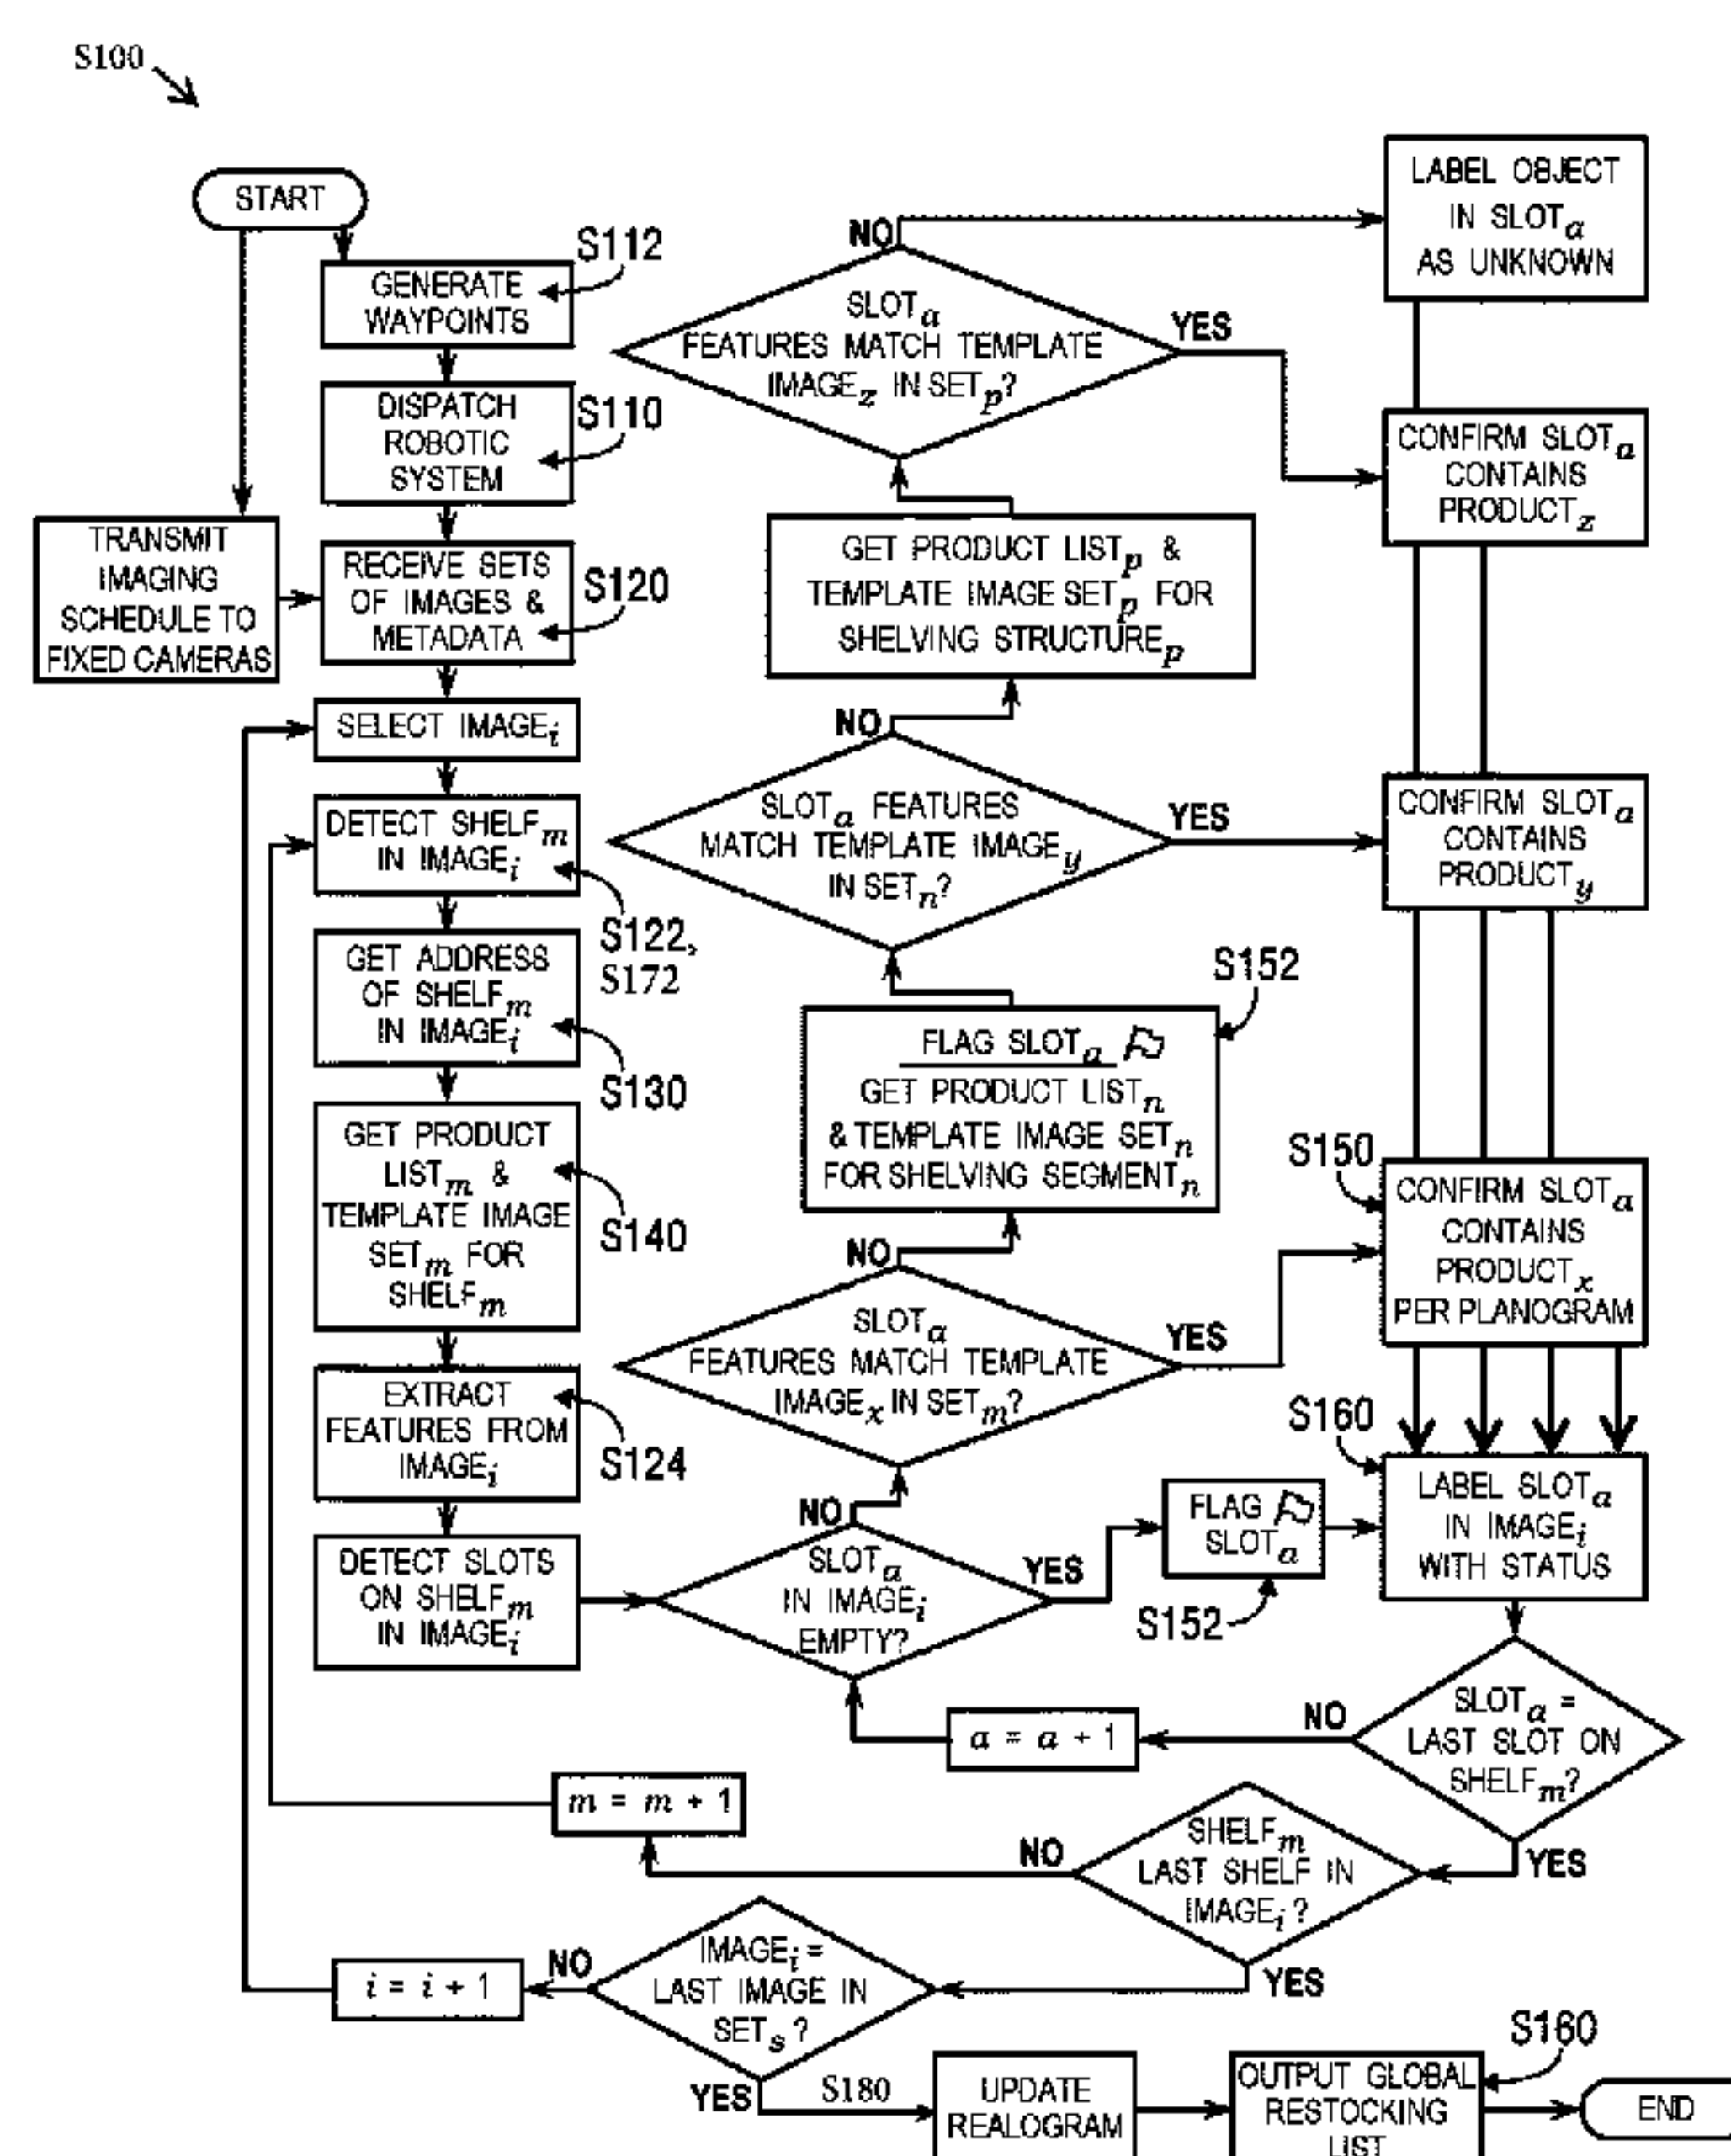 S100
START
S112
GENERATE
WAYPOINTS
DISPATCH
ROBOTIC
SYSTEM
S110
TRANSMIT
IMAGING
SCHEDULE TO
FIXED CAMERAS
RECEIVE SETS
OF IMAGES &
METADATA
S120
SELECT IMAGEi
DETECT SHELFm
IN IMAGEi
S122,
S172
GET ADDRESS
OF SHELFm
IN IMAGEi
S130
GET PRODUCT
LISTm &
TEMPLATE IMAGE
SETm FOR
SHELFm
S140
EXTRACT
FEATURES FROM
IMAGEi
S124
DETECT SLOTS
ON SHELFm
IN IMAGEi
NO
SLOTa
FEATURES MATCH TEMPLATE
IMAGEz IN SETp?
YES
GET PRODUCT LISTp &
TEMPLATE IMAGE SETp FOR
SHELVING STRUCTUREp
NO
SLOTa FEATURES
MATCH TEMPLATE IMAGEy
IN SETn?
YES
S152
FLAG SLOTa
GET PRODUCT LISTn
& TEMPLATE IMAGE SETn
FOR SHELVING SEGMENTn
NO
SLOTa
FEATURES MATCH TEMPLATE
IMAGEx IN SETm?
YES
NO
SLOTa
IN IMAGEi
EMPTY?
YES
FLAG
SLOTa
S152
LABEL OBJECT
IN SLOTa
AS UNKNOWN
CONFIRM SLOTa
CONTAINS
PRODUCTz
CONFIRM SLOTa
CONTAINS
PRODUCTy
S150
CONFIRM SLOTa
CONTAINS
PRODUCTx
PER PLANOGRAM
S160
LABEL SLOTa
IN IMAGEi
WITH STATUS
SLOTa =
LAST SLOT ON
SHELFm?
NO
a = a + 1
YES
SHELFm
LAST SHELF IN
IMAGEi?
NO
m = m + 1
YES
IMAGEi =
LAST IMAGE IN
SETs?
NO
i = i + 1
YES
S180
UPDATE
REALOGRAM
S160
OUTPUT GLOBAL
RESTOCKING
LIST
END